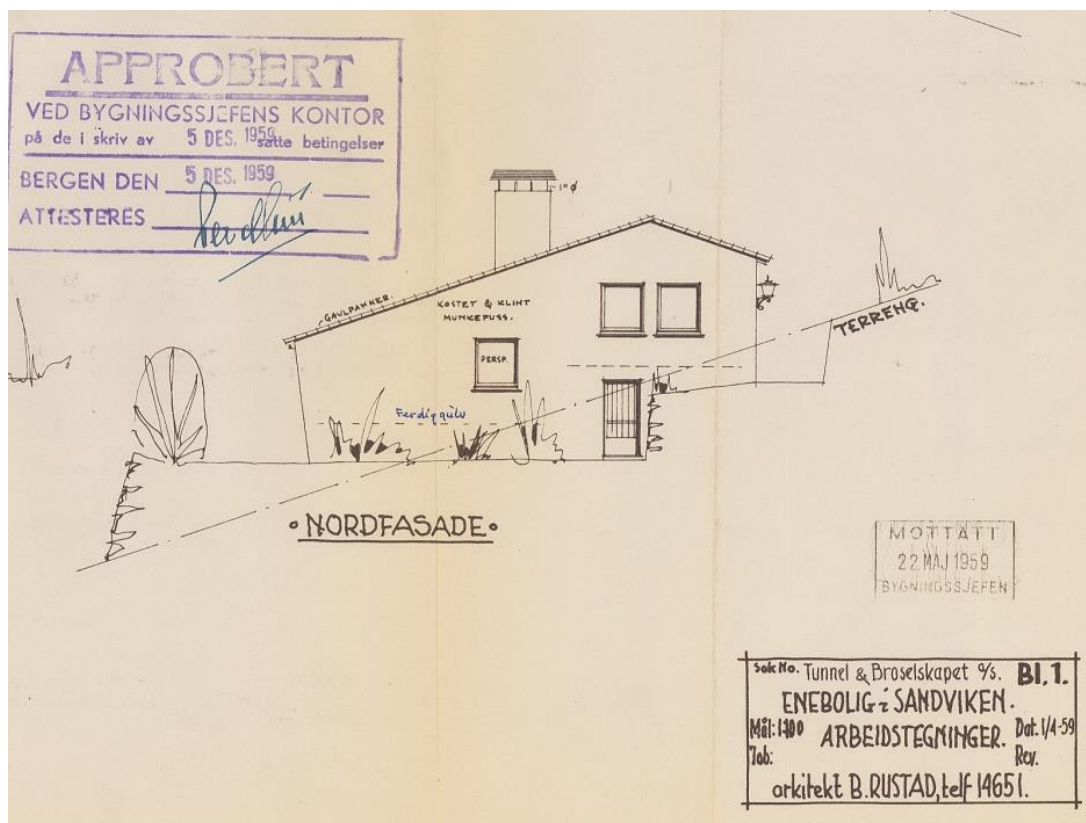 APPROBERT
VED BYGNINGSSJEFENS KONTOR
på de i skriv av 5 DES. 1959 satte betingelser
BERGEN DEN 5 DES. 1959
ATTESTERES
GAULPANNER.
KOSTET & KLINT
MUNKEPUSS.
PERSP.
TERRENG.
Ferdig gulv
• NORDFASADE •
MOTTATT
22 MAJ 1959
BYGNINGSSJEFEN
Sak No. Tunnel & Broselskapet %s. Bl. 1.
ENEBOLIG i SANDVIKEN.
Mål: 1:100 ARBEIDSTEGNINGER. Dat. 1/4-59
Job: Rev.
arkitekt B. RUSTAD, telf 14651.